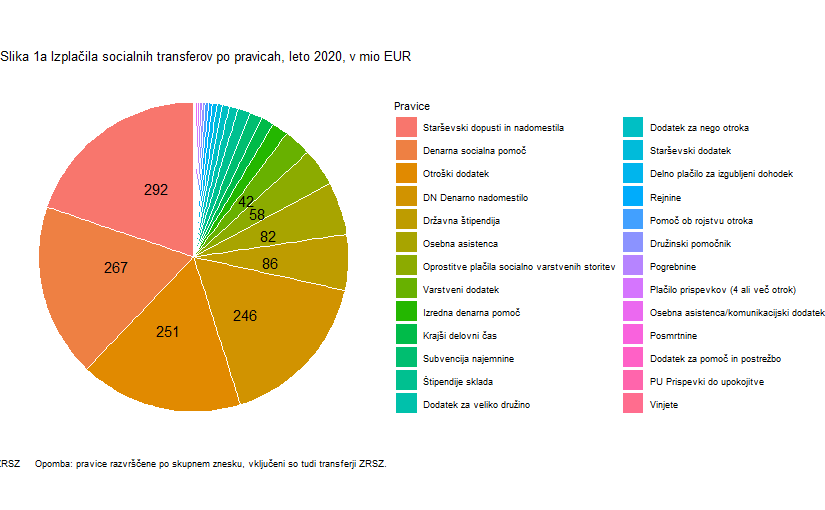 Slika 1a Izplačila socialnih transferov po pravicah, leto 2020, v mio EUR
292
267
251
246
86
82
58
42
Pravice
Starševski dopusti in nadomestila
Denarna socialna pomoč
Otroški dodatek
DN Denarno nadomestilo
Državna štipendija
Osebna asistenca
Oprostitve plačila socialno varstvenih storitev
Varstveni dodatek
Izredna denarna pomoč
Krajši delovni čas
Subvencija najemnine
Štipendije sklada
Dodatek za veliko družino
Dodatek za nego otroka
Starševski dodatek
Delno plačilo za izgubljeni dohodek
Rejnine
Pomoč ob rojstvu otroka
Družinski pomočnik
Pogrebnine
Plačilo prispevkov (4 ali več otrok)
Osebna asistenca/komunikacijski dodatek
Posmrtnine
Dodatek za pomoč in postrežbo
PU Prispevki do upokojitve
Vinjete
ZRSZ Opomba: pravice razvrščene po skupnem znesku, vključeni so tudi transferji ZRSZ.